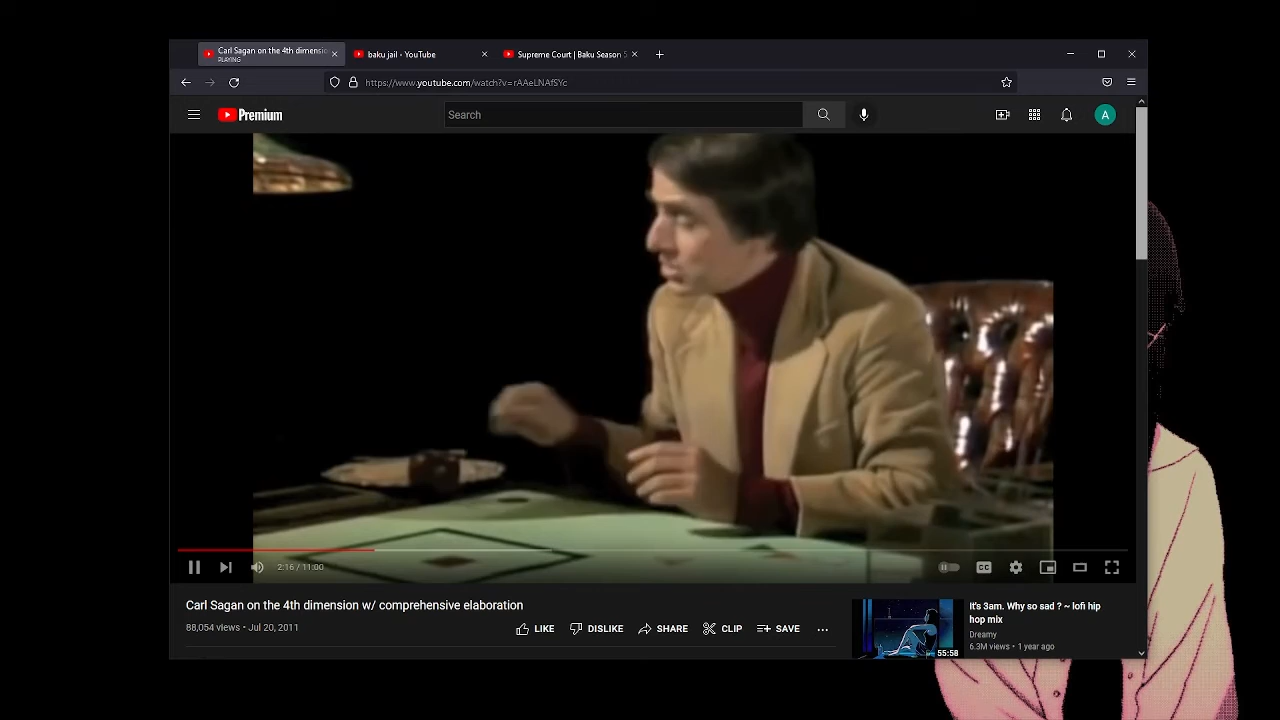 Carl Sagan on the 4th dimensio
PLAYING
baku jail - YouTube
Supreme Court | Baku Season
https://www.youtube.com/watch?v=rAAeLNAfSYc
Premium
Search
A
2:16 / 11:00
CC
Carl Sagan on the 4th dimension w/ comprehensive elaboration
88,054 views • Jul 20, 2011
LIKE
DISLIKE
SHARE
CLIP
SAVE
55:58
It's 3am. Why so sad ? ~ lofi hip
hop mix
Dreamy
6.3M views • 1 year ago